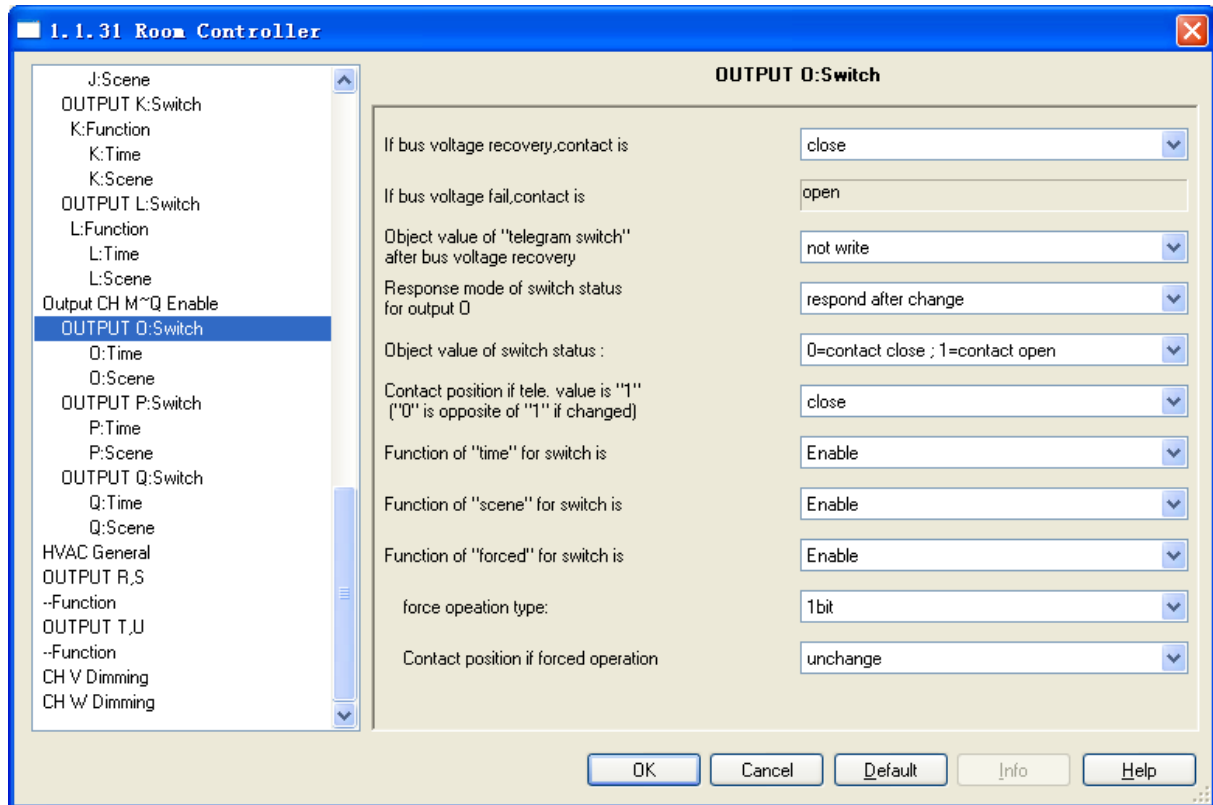 1.1.31 Room Controller
J:Scene
OUTPUT K:Switch
K:Function
K:Time
K:Scene
OUTPUT L:Switch
L:Function
L:Time
L:Scene
Output CH M~Q Enable
OUTPUT O:Switch
O:Time
O:Scene
OUTPUT P:Switch
P:Time
P:Scene
OUTPUT Q:Switch
Q:Time
Q:Scene
HVAC General
OUTPUT R,S
--Function
OUTPUT T,U
--Function
CH V Dimming
CH W Dimming
OUTPUT O:Switch
If bus voltage recovery,contact is
close
If bus voltage fail,contact is
open
Object value of "telegram switch"
after bus voltage recovery
not write
Response mode of switch status
for output O
respond after change
Object value of switch status :
0=contact close ; 1=contact open
Contact position if tele. value is "1"
("0" is opposite of "1" if changed)
close
Function of "time" for switch is
Enable
Function of "scene" for switch is
Enable
Function of "forced" for switch is
Enable
force opeation type:
1bit
Contact position if forced operation
unchange
OK
Cancel
Default
Info
Help